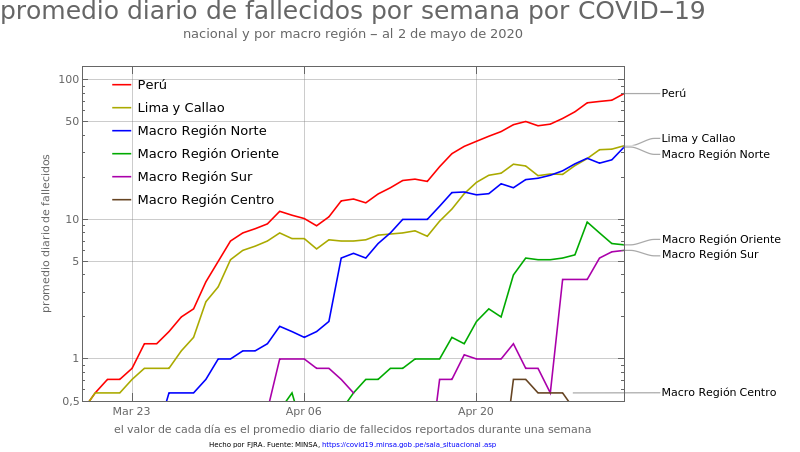 promedio diario de fallecidos por semana por COVID−19
nacional y por macro región − al 2 de mayo de 2020
100
50
10
5
1
0,5
promedio diario de fallecidos
Perú
Lima y Callao
Macro Región Norte
Macro Región Oriente
Macro Región Sur
Macro Región Centro
Perú
Lima y Callao
Macro Región Norte
Macro Región Oriente
Macro Región Sur
Macro Región Centro
Mar 23 Apr 06 Apr 20
el valor de cada día es el promedio diario de fallecidos reportados durante una semana
Hecho por FJRA. Fuente: MINSA, https://covid19.minsa.gob.pe/sala_situacional .asp